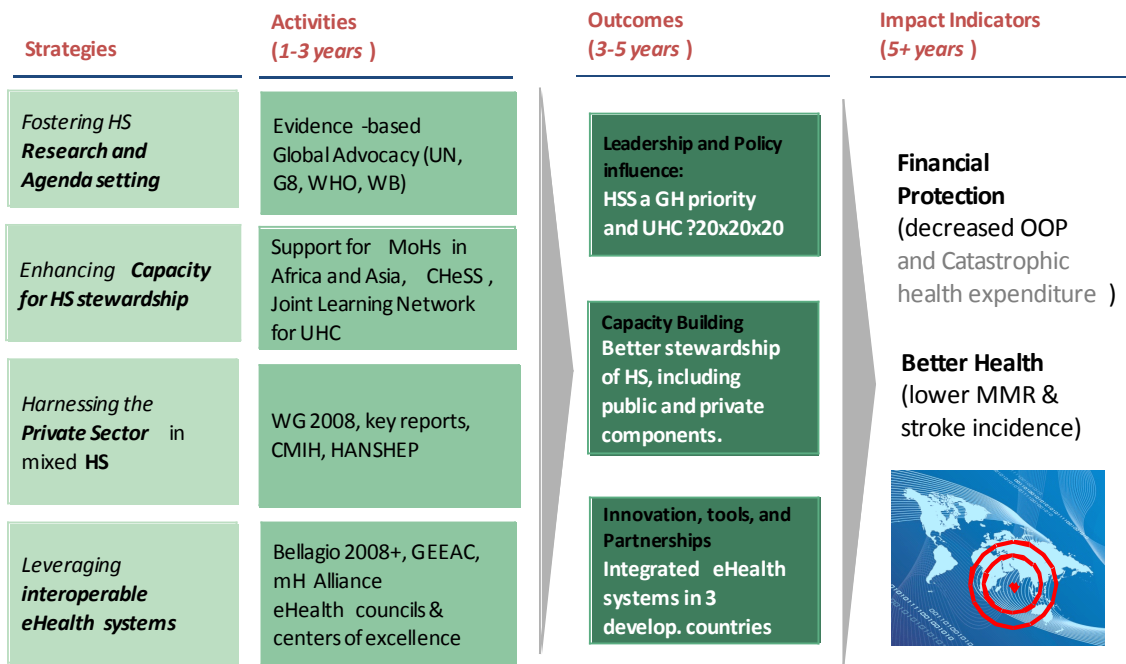 Strategies
Activities
(1-3 years )
Outcomes
(3-5 years )
Impact Indicators
(5+ years )
Fostering HS
Research and
Agenda setting
Evidence -based
Global Advocacy (UN,
G8, WHO, WB)
Enhancing Capacity
for HS stewardship
Support for MoHs in
Africa and Asia, CHeSS ,
Joint Learning Network
for UHC
Harnessing the
Private Sector in
mixed HS
WG 2008, key reports,
CMIH, HANSHEP
Leveraging
interoperable
eHealth systems
Bellagio 2008+, GEEAC,
mH Alliance
eHealth councils &
centers of excellence
Leadership and Policy
influence:
HSS a GH priority
and UHC ?20x20x20
Capacity Building
Better stewardship
of HS, including
public and private
components.
Innovation, tools, and
Partnerships
Integrated eHealth
systems in 3
develop. countries
Financial
Protection
(decreased OOP
and Catastrophic
health expenditure )
Better Health
(lower MMR &
stroke incidence)